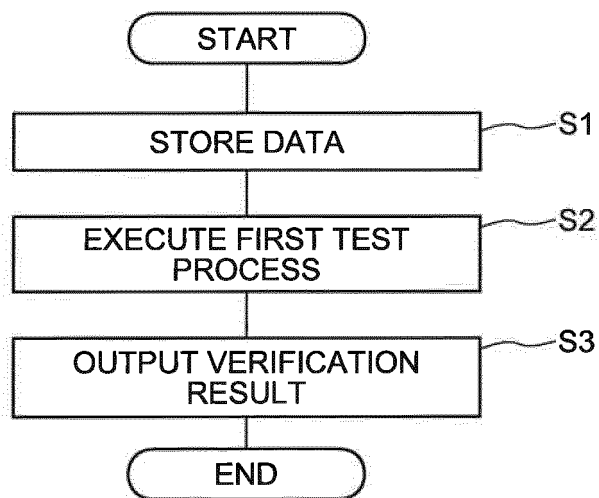 START
STORE DATA
S1
EXECUTE FIRST TEST
PROCESS
S2
OUTPUT VERIFICATION
RESULT
S3
END